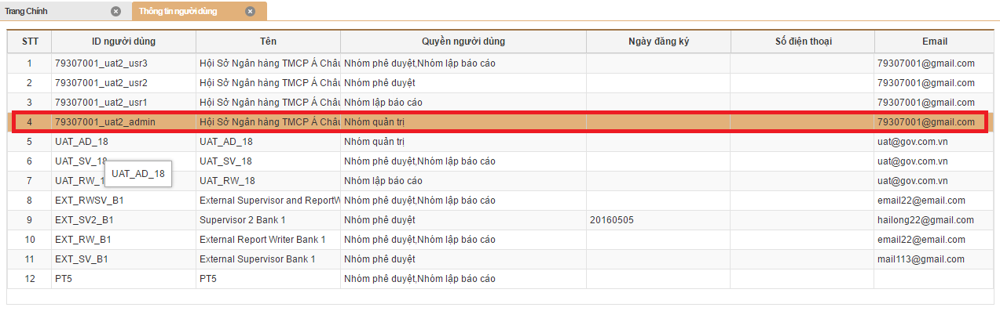 Trang Chính Thông tin người dùng
STT ID người dùng Tên Quyền người dùng Ngày đăng ký Số điện thoại Email
1 79307001_uat2_usr3 Hội Sở Ngân hàng TMCP Á Châu Nhóm phê duyệt,Nhóm lập báo cáo 79307001@gmail.com
2 79307001_uat2_usr2 Hội Sở Ngân hàng TMCP Á Châu Nhóm phê duyệt 79307001@gmail.com
3 79307001_uat2_usr1 Hội Sở Ngân hàng TMCP Á Châu Nhóm lập báo cáo 79307001@gmail.com
4 79307001_uat2_admin Hội Sở Ngân hàng TMCP Á Châu Nhóm quản trị 79307001@gmail.com
5 UAT_AD_18 UAT_AD_18 Nhóm quản trị uat@gov.com.vn
6 UAT_SV_18 UAT_SV_18 Nhóm phê duyệt,Nhóm lập báo cáo uat@gov.com.vn
7 UAT_RW_1 UAT_RW_18 Nhóm lập báo cáo uat@gov.com.vn
UAT_AD_18
8 EXT_RWSV_B1 External Supervisor and ReportW Nhóm phê duyệt,Nhóm lập báo cáo email22@email.com
9 EXT_SV2_B1 Supervisor 2 Bank 1 Nhóm phê duyệt 20160505 hailong22@gmail.com
10 EXT_RW_B1 External Report Writer Bank 1 Nhóm phê duyệt,Nhóm lập báo cáo email22@email.com
11 EXT_SV_B1 External Supervisor Bank 1 Nhóm phê duyệt mail113@gmail.com
12 PT5 PT5 Nhóm phê duyệt,Nhóm lập báo cáo